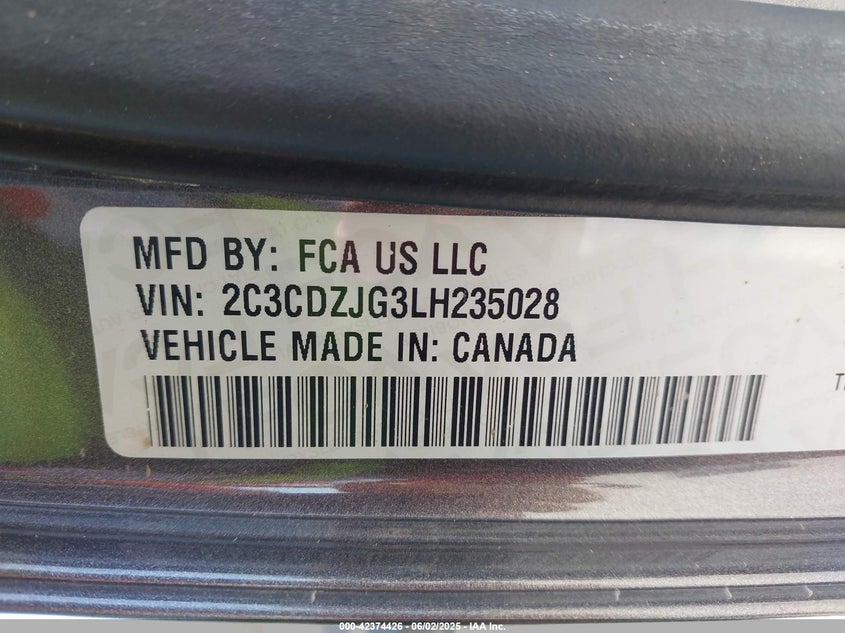 MFD BY: FCA US LLC
VIN: 2C3CDZJG3LH235028
VEHICLE MADE IN: CANADA
000-42374426 - 06/02/2025 - IAA Inc.